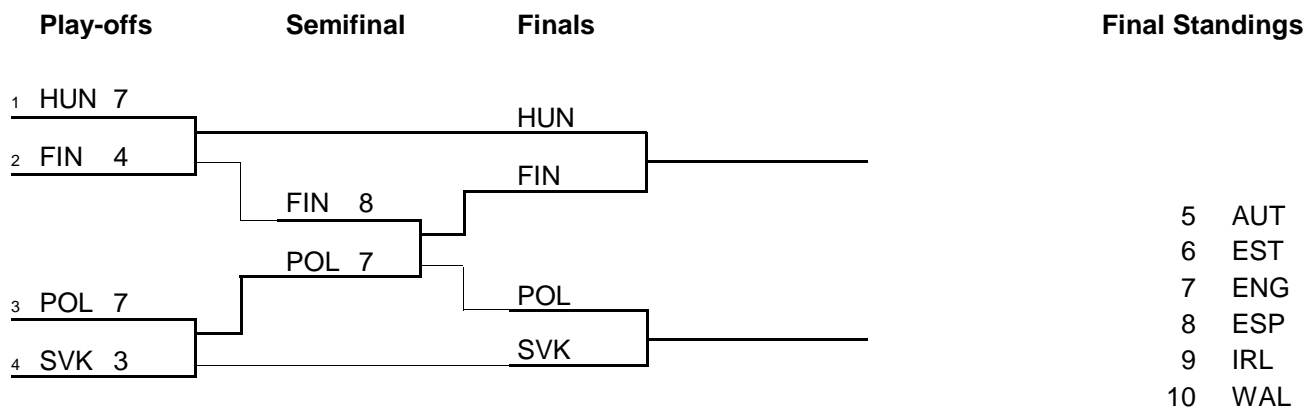 Play-offs Semifinal Finals Final Standings
1 HUN 7
HUN
2 FIN 4
FIN
FIN 8
5 AUT
6 EST
POL 7
7 ENG
3 POL 7
POL
8 ESP
4 SVK 3
SVK
9 IRL
10 WAL